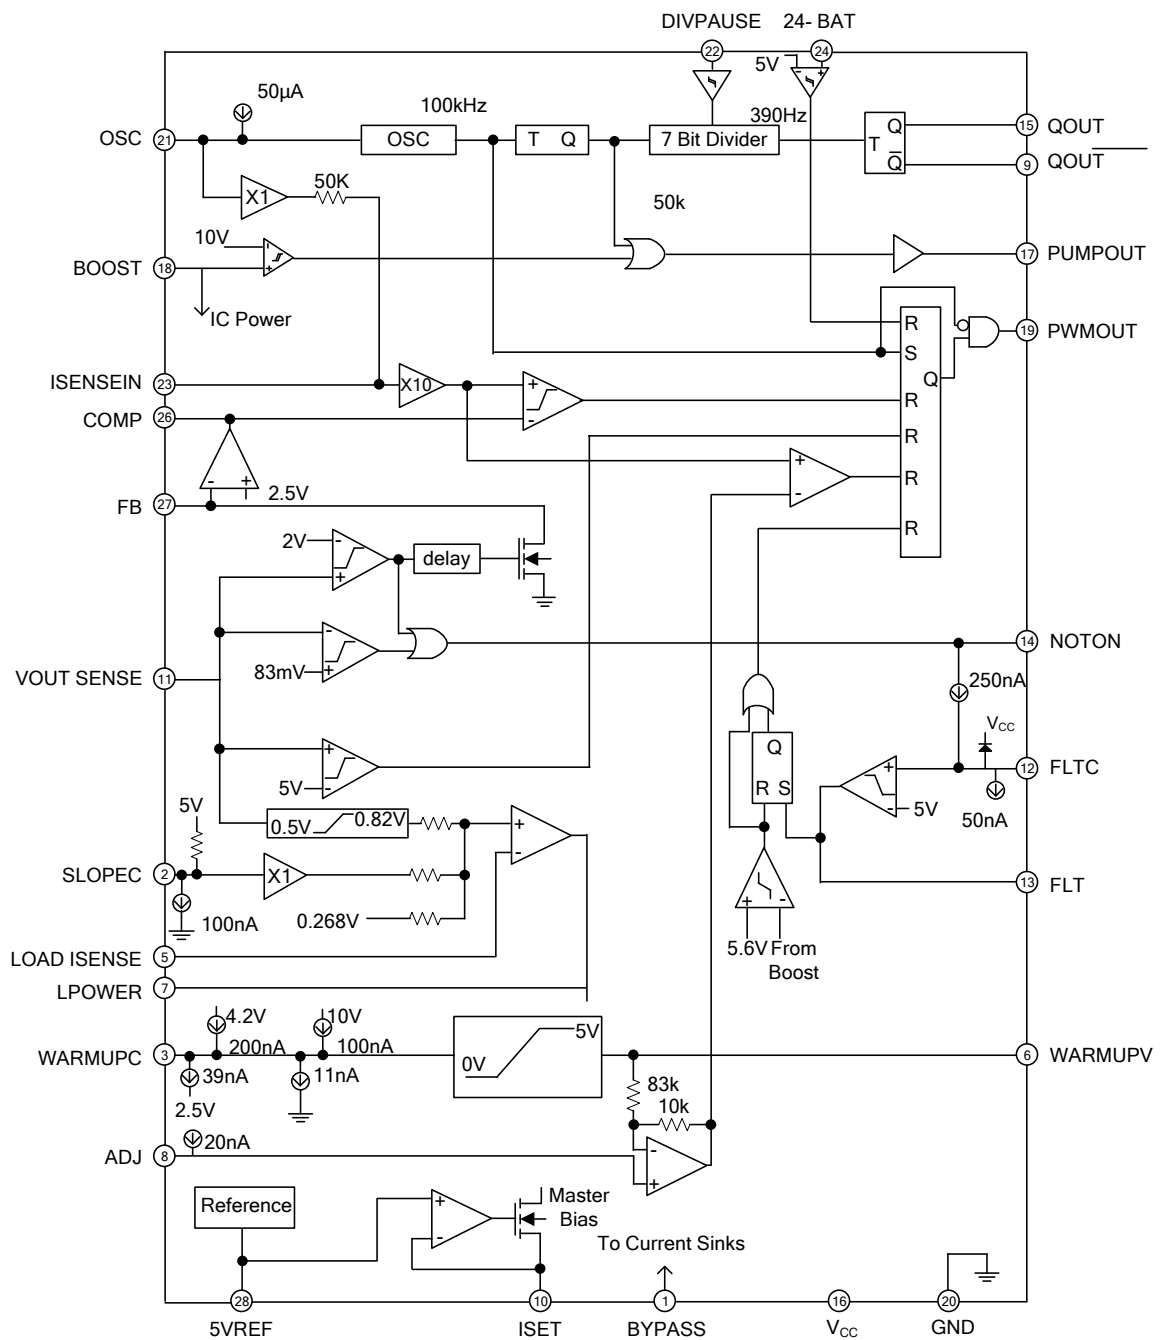 DIVPAUSE 24- BAT
22 24
5V
- +
50µA
100kHz
390Hz
OSC 21
OSC
T Q
7 Bit Divider
T Q
Q
15 QOUT
9 QOUT
X1
50K
50k
10V
-
+
BOOST 18
17 PUMPOUT
IC Power
R
S
Q
R
R
R
R
19 PWMOUT
ISENSEIN 23
X10
+
-
COMP 26
- +
2.5V
+
-
FB 27
2V
-
+
delay
-
+
83mV
14 NOTON
VOUT SENSE 11
250nA
VCC
+
-
5V
Q
R S
+
-
5V
12 FLTC
50nA
5V
0.5V 0.82V
+
-
SLOPEC 2
X1
13 FLT
100nA
0.268V
+ -
5.6V From
Boost
LOAD ISENSE 5
LPOWER 7
4.2V
10V
200nA
100nA
WARMUPC 3
39nA
11nA
2.5V
0V
5V
6 WARMUPV
83k
10k
20nA
ADJ 8
-
+
Reference
+
-
Master
Bias
To Current Sinks
28 10 1 16 20
5VREF ISET BYPASS VCC GND